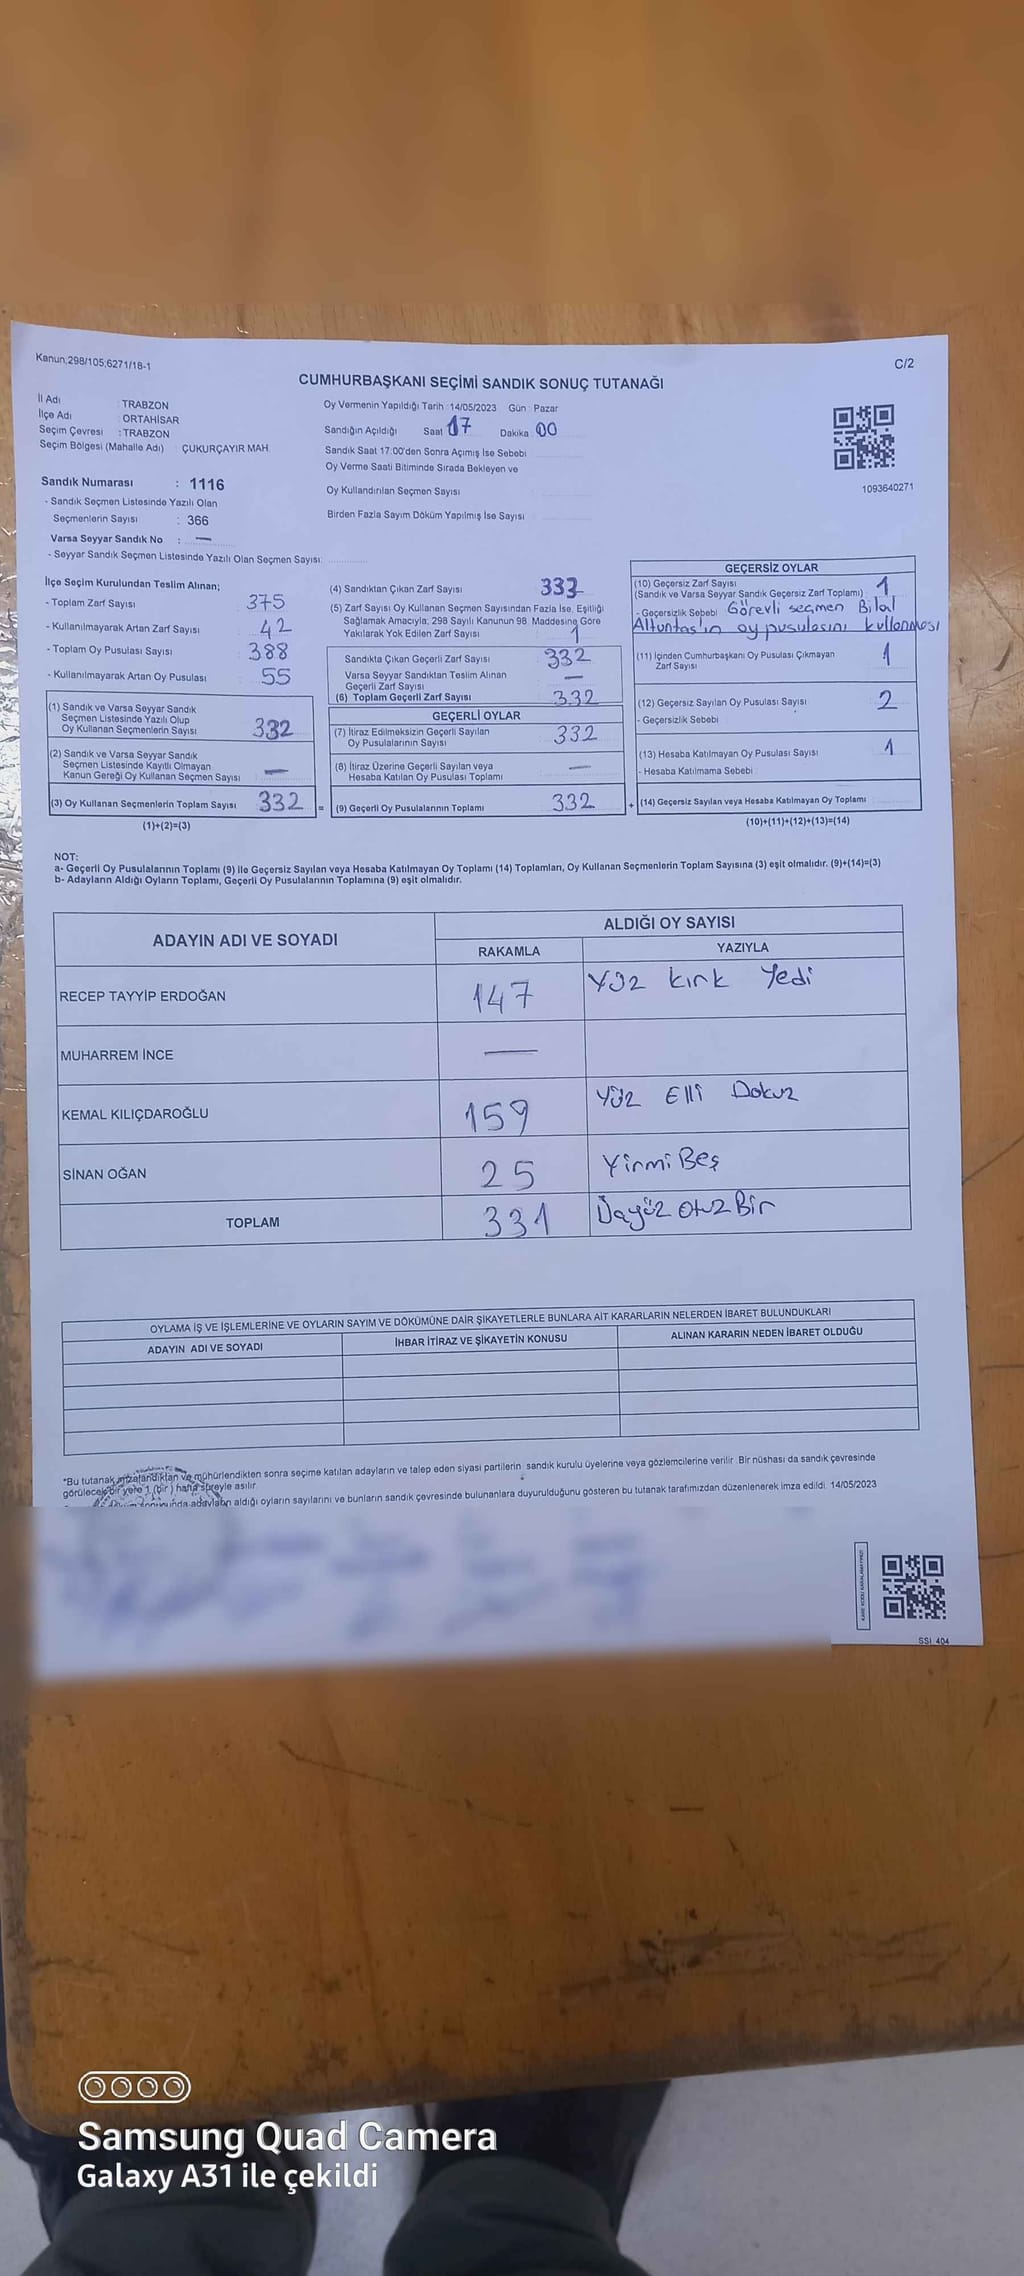 Kanun;298/105;6271/18-1
C/2
CUMHURBAŞKANI SEÇİMİ SANDIK SONUÇ TUTANAĞI
İl Adı : TRABZON
İlçe Adı : ORTAHİSAR
Seçim Çevresi : TRABZON
Seçim Bölgesi (Mahalle Adı) : ÇUKURÇAYIR MAH
Sandık Numarası : 1116
- Sandık Seçmen Listesinde Yazılı Olan
Seçmenlerin Sayısı : 366
Varsa Seyyar Sandık No : —
- Seyyar Sandık Seçmen Listesinde Yazılı Olan Seçmen Sayısı:
Oy Vermenin Yapıldığı Tarih : 14/05/2023 Gün : Pazar
Sandığın Açıldığı Saat 17 Dakika 00
Sandık Saat 17:00'den Sonra Açımış İse Sebebi
Oy Verme Saati Bitiminde Sırada Bekleyen ve
Oy Kullandırılan Seçmen Sayısı
Birden Fazla Sayım Döküm Yapılmış İse Sayısı
1093640271
İlçe Seçim Kurulundan Teslim Alınan;
- Toplam Zarf Sayısı 375
- Kullanılmayarak Artan Zarf Sayısı 42
- Toplam Oy Pusulası Sayısı 388
- Kullanılmayarak Artan Oy Pusulası 55
(1) Sandık ve Varsa Seyyar Sandık
Seçmen Listesinde Yazılı Olup
Oy Kullanan Seçmenlerin Sayısı 332
(2) Sandık ve Varsa Seyyar Sandık
Seçmen Listesinde Kayıtlı Olmayan
Kanun Gereği Oy Kullanan Seçmen Sayısı —
(3) Oy Kullanan Seçmenlerin Toplam Sayısı 332 =
(1)+(2)=(3)
(4) Sandıktan Çıkan Zarf Sayısı 333
(5) Zarf Sayısı Oy Kullanan Seçmen Sayısından Fazla İse, Eşitliği
Sağlamak Amacıyla; 298 Sayılı Kanunun 98. Maddesine Göre
Yakılarak Yok Edilen Zarf Sayısı 1
Sandıkta Çıkan Geçerli Zarf Sayısı 332
Varsa Seyyar Sandıktan Teslim Alınan
Geçerli Zarf Sayısı —
(6) Toplam Geçerli Zarf Sayısı 332
GEÇERLİ OYLAR
(7) İtiraz Edilmeksizin Geçerli Sayılan
Oy Pusulalarının Sayısı 332
(8) İtiraz Üzerine Geçerli Sayılan veya
Hesaba Katılan Oy Pusulası Toplamı —
(9) Geçerli Oy Pusulalarının Toplamı 332 +
GEÇERSİZ OYLAR
(10) Geçersiz Zarf Sayısı
(Sandık ve Varsa Seyyar Sandık Geçersiz Zarf Toplamı) 1
- Geçersizlik Sebebi Görevli seçmen Bilal
Altuntaş'ın oy pusulasını kullanması
(11) İçinden Cumhurbaşkanı Oy Pusulası Çıkmayan
Zarf Sayısı 1
(12) Geçersiz Sayılan Oy Pusulası Sayısı 2
- Geçersizlik Sebebi
(13) Hesaba Katılmayan Oy Pusulası Sayısı 1
- Hesaba Katılmama Sebebi
(14) Geçersiz Sayılan veya Hesaba Katılmayan Oy Toplamı
(10)+(11)+(12)+(13)=(14)
NOT:
a- Geçerli Oy Pusulalarının Toplamı (9) ile Geçersiz Sayılan veya Hesaba Katılmayan Oy Toplamı (14) Toplamları, Oy Kullanan Seçmenlerin Toplam Sayısına (3) eşit olmalıdır. (9)+(14)=(3)
b- Adayların Aldığı Oyların Toplamı, Geçerli Oy Pusulalarının Toplamına (9) eşit olmalıdır.
ADAYIN ADI VE SOYADI
ALDIĞI OY SAYISI
RAKAMLA YAZIYLA
RECEP TAYYİP ERDOĞAN 147 Yüz Kırk Yedi
MUHARREM İNCE —
KEMAL KILIÇDAROĞLU 159 Yüz Elli Dokuz
SİNAN OĞAN 25 Yirmi Beş
TOPLAM 331 Üçyüz Otuz Bir
OYLAMA İŞ VE İŞLEMLERİNE VE OYLARIN SAYIM VE DÖKÜMÜNE DAİR ŞİKAYETLERLE BUNLARA AİT KARARLARIN NELERDEN İBARET BULUNDUKLARI
ADAYIN ADI VE SOYADI İHBAR İTİRAZ VE ŞİKAYETİN KONUSU ALINAN KARARIN NEDEN İBARET OLDUĞU
*Bu tutanak imzalandıktan ve mühürlendikten sonra seçime katılan adayların ve talep eden siyasi partilerin sandık kurulu üyelerine veya gözlemcilerine verilir. Bir nüshası da sandık çevresinde
görülecek bir yere 1 (bir) hafta süreyle asılır.
adayların aldığı oyların sayılarını ve bunların sandık çevresinde bulunanlara duyurulduğunu gösteren bu tutanak tarafımızdan düzenlenerek imza edildi. 14/05/2023
SSI 404
Samsung Quad Camera
Galaxy A31 ile çekildi